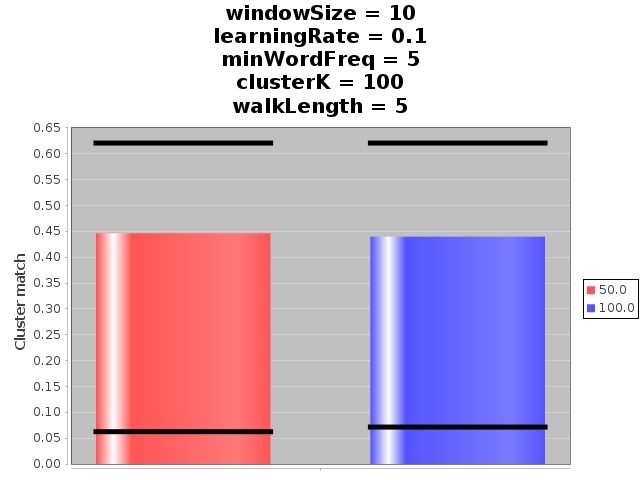 windowSize = 10
learningRate = 0.1
minWordFreq = 5
clusterK = 100
walkLength = 5
0.65
0.60
0.55
0.50
0.45
0.40
0.35
0.30
0.25
0.20
0.15
0.10
0.05
0.00
Cluster match
50.0
100.0